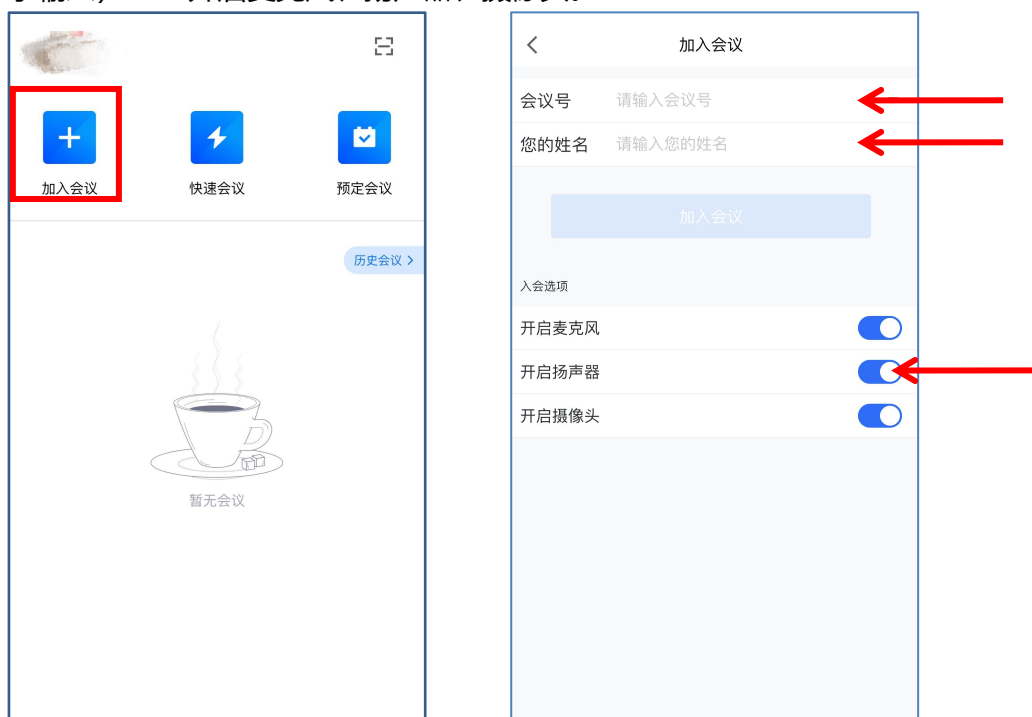 加入会议
快速会议
预定会议
历史会议
暂无会议
加入会议
会议号 请输入会议号
您的姓名 请输入您的姓名
加入会议
入会选项
开启麦克风
开启扬声器
开启摄像头